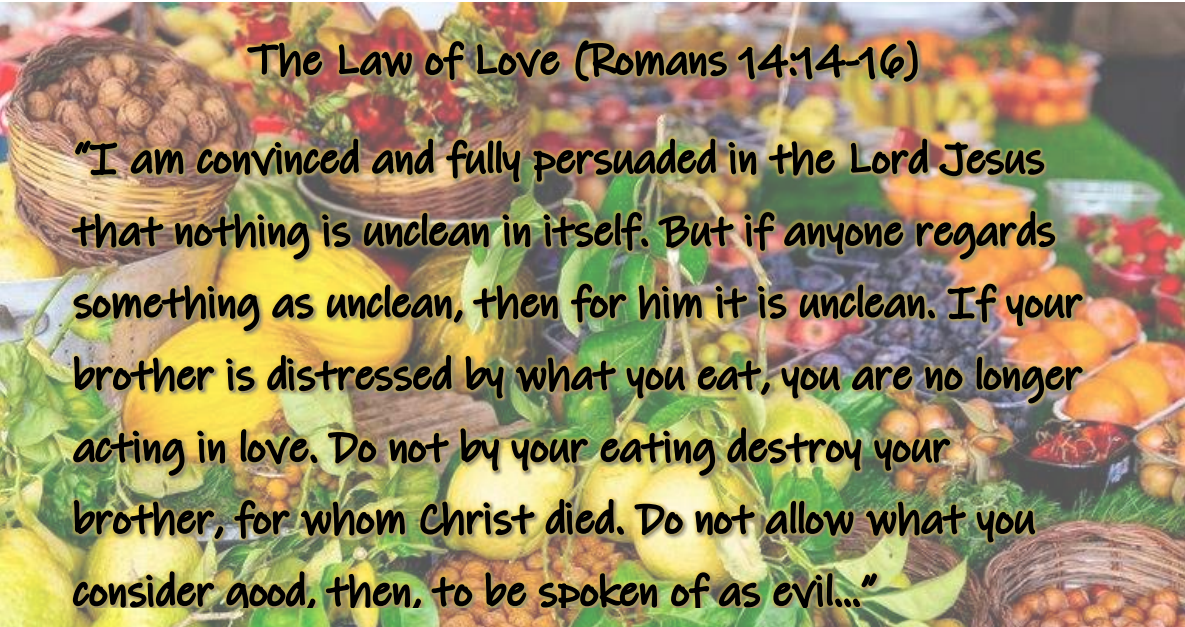 The Law of Love (Romans 14:14-16)
"I am convinced and fully persuaded in the Lord Jesus
that nothing is unclean in itself. But if anyone regards
something as unclean, then for him it is unclean. If your
brother is distressed by what you eat, you are no longer
acting in love. Do not by your eating destroy your
brother, for whom Christ died. Do not allow what you
consider good, then, to be spoken of as evil..."